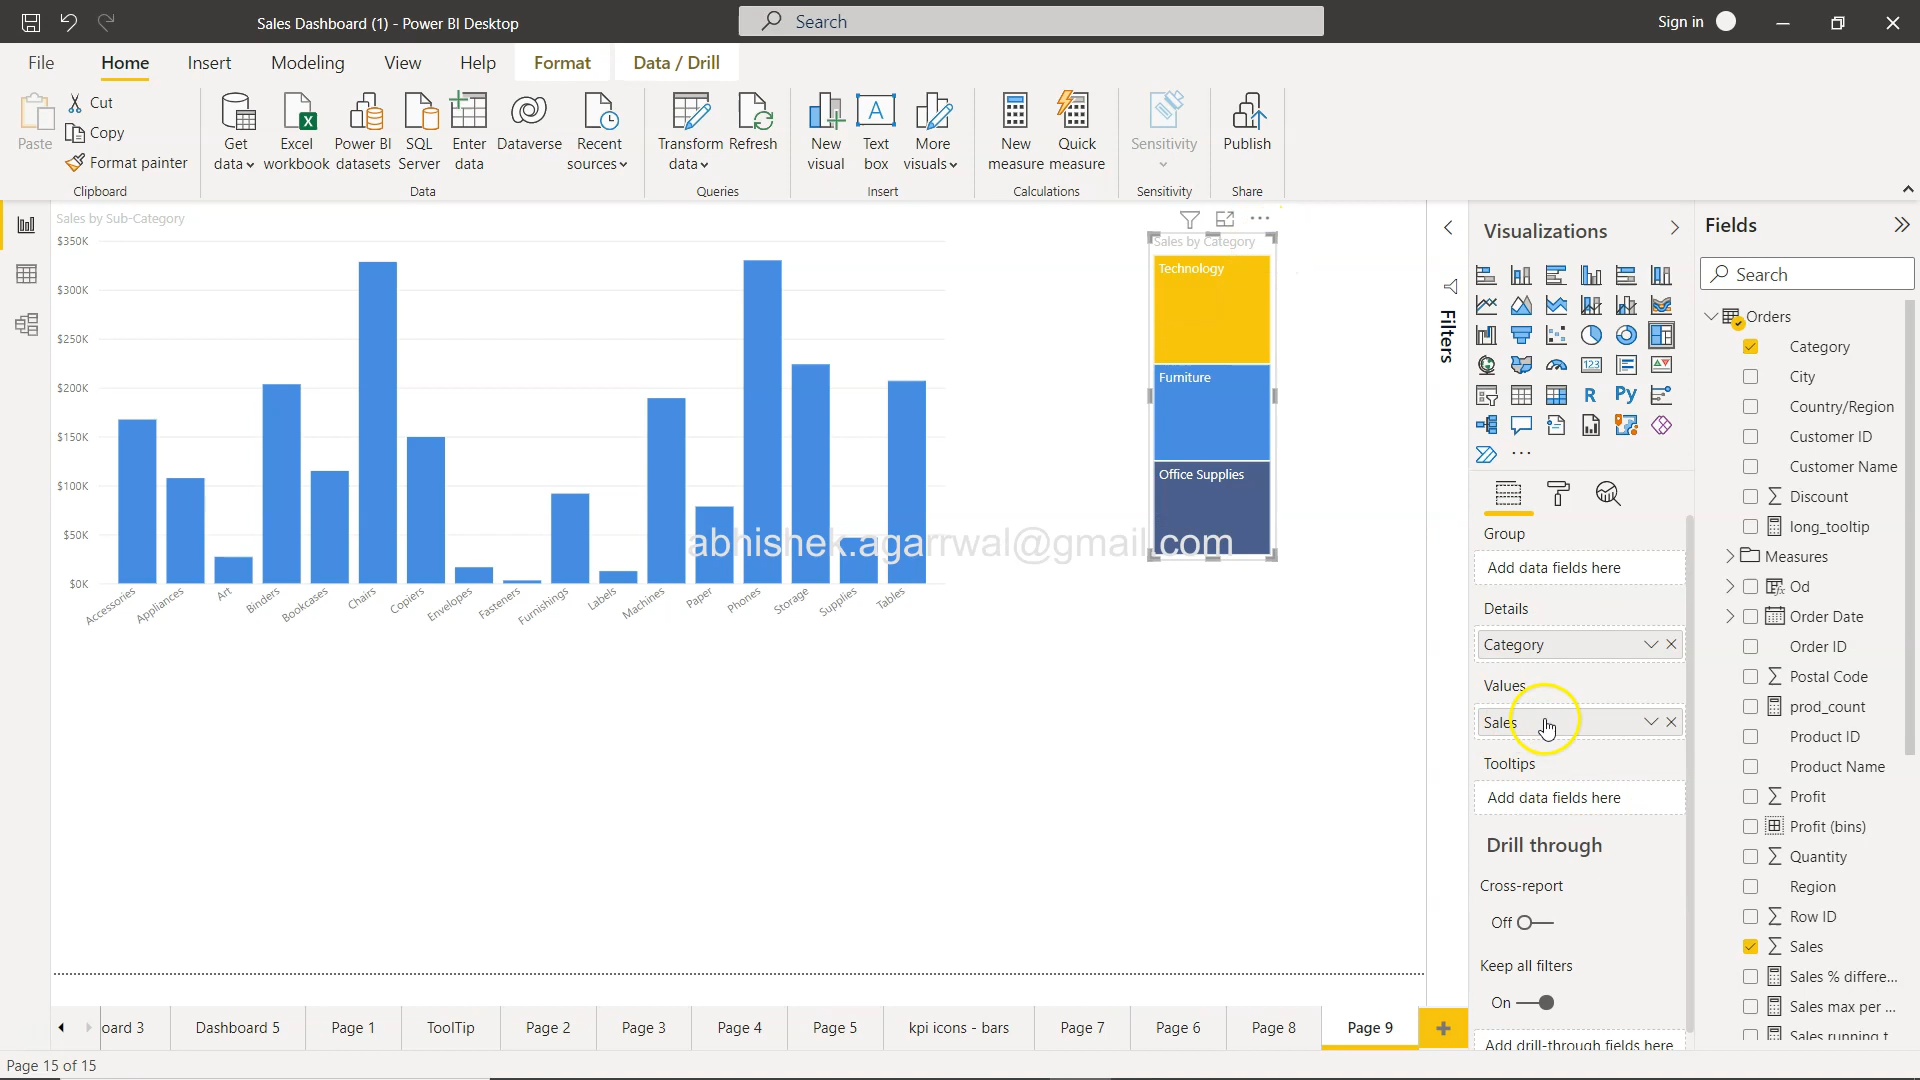 Sales Dashboard (1) - Power BI Desktop
Search
Sign in
File
Home
Insert
Modeling
View
Help
Format
Data / Drill
Paste
Cut
Copy
Format painter
Clipboard
Get data
Excel workbook
Power BI datasets
SQL Server
Enter data
Dataverse
Recent sources
Data
Transform data
Refresh
Queries
New visual
A
Text box
More visuals
Insert
New measure
Quick measure
Calculations
Sensitivity
Sensitivity
Publish
Share
Sales by Sub-Category
$350K
$300K
$250K
$200K
$150K
$100K
$50K
$0K
Accessories
Appliances
Art
Binders
Bookcases
Chairs
Copiers
Envelopes
Fasteners
Furnishings
Labels
Machines
Paper
Phones
Storage
Supplies
Tables
Sales by Category
Technology
Furniture
Office Supplies
abhishek.agarrwal@gmail.com
Filters
Visualizations
123
R
Py
Group
Add data fields here
Details
Category
Values
Sales
Tooltips
Add data fields here
Drill through
Cross-report
Off
Keep all filters
On
Add drill-through fields here
Fields
Search
Orders
Category
City
Country/Region
Customer ID
Customer Name
Discount
long_tooltip
Measures
Od
Order Date
Order ID
Postal Code
prod_count
Product ID
Product Name
Profit
Profit (bins)
Quantity
Region
Row ID
Sales
Sales % differe...
Sales max per ...
Sales running t
oard 3
Dashboard 5
Page 1
ToolTip
Page 2
Page 3
Page 4
Page 5
kpi icons - bars
Page 7
Page 6
Page 8
Page 9
Page 15 of 15